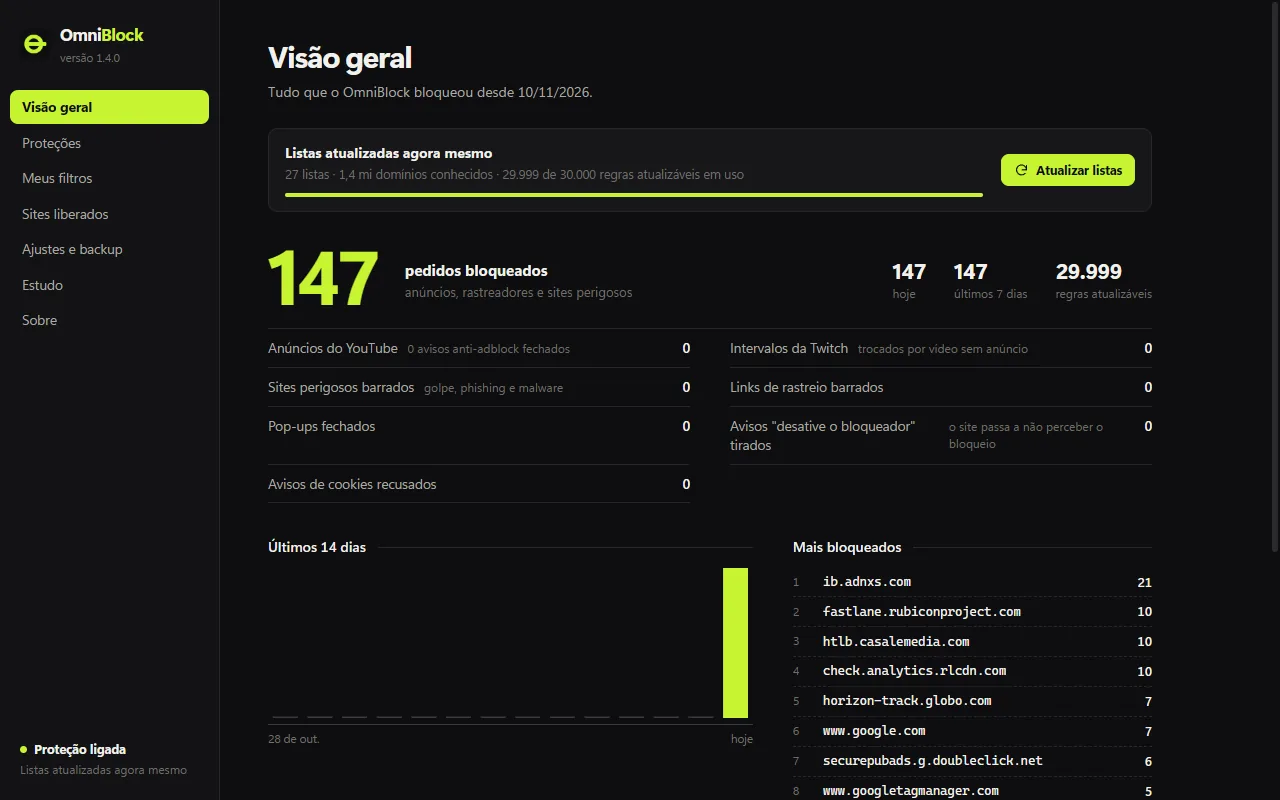 OmniBlock
versão 1.4.0
Visão geral
Proteções
Meus filtros
Sites liberados
Ajustes e backup
Estudo
Sobre
Proteção ligada
Listas atualizadas agora mesmo
Visão geral
Tudo que o OmniBlock bloqueou desde 10/11/2026.
Listas atualizadas agora mesmo
27 listas · 1,4 mi domínios conhecidos · 29.999 de 30.000 regras atualizáveis em uso
Atualizar listas
147
pedidos bloqueados
anúncios, rastreadores e sites perigosos
147
hoje
147
últimos 7 dias
29.999
regras atualizáveis
Anúncios do YouTube 0 avisos anti-adblock fechados 0
Intervalos da Twitch trocados por vídeo sem anúncio 0
Sites perigosos barrados golpe, phishing e malware 0
Links de rastreio barrados 0
Pop-ups fechados 0
Avisos "desative o bloqueador"
tirados
o site passa a não perceber o
bloqueio
0
Avisos de cookies recusados 0
Últimos 14 dias
28 de out.
hoje
Mais bloqueados
1 ib.adnxs.com 21
2 fastlane.rubiconproject.com 10
3 htlb.casalemedia.com 10
4 check.analytics.rlcdn.com 10
5 horizon-track.globo.com 7
6 www.google.com 7
7 securepubads.g.doubleclick.net 6
8 www.googletagmanager.com 5